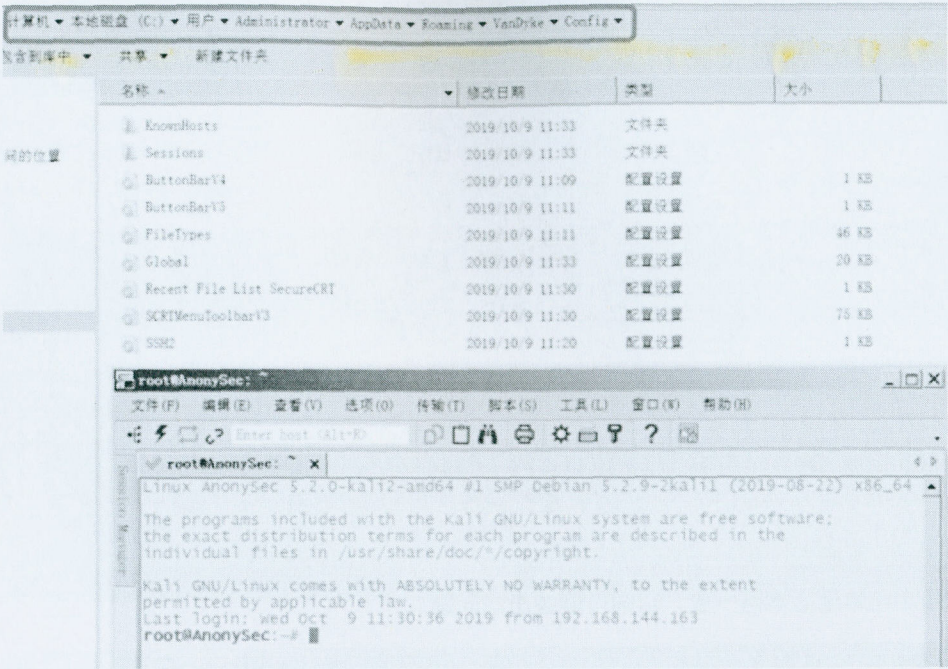 计算机 ▾ 本地磁盘 (C:) ▾ 用户 ▾ Administrator ▾ AppData ▾ Roaming ▾ VanDyke ▾ Config ▾
包含到库中 ▾ 共享 ▾ 新建文件夹
名称 修改日期 类型 大小
KnownHosts 2019/10/9 11:33 文件夹
Sessions 2019/10/9 11:33 文件夹
间的位置
ButtonBarV4 2019/10/9 11:09 配置设置 1 KB
ButtonBarV5 2019/10/9 11:11 配置设置 1 KB
FileTypes 2019/10/9 11:11 配置设置 46 KB
Global 2019/10/9 11:33 配置设置 20 KB
Recent File List SecureCRT 2019/10/9 11:30 配置设置 1 KB
SCRTMenuToolbarV3 2019/10/9 11:30 配置设置 75 KB
SSH2 2019/10/9 11:20 配置设置 1 KB
root@AnonySec: ~
文件(F) 编辑(E) 查看(V) 选项(O) 传输(T) 脚本(S) 工具(L) 窗口(W) 帮助(H)
Enter host <Alt+R>
root@AnonySec: ~ x
Session Manager
Linux AnonySec 5.2.0-kali2-amd64 #1 SMP Debian 5.2.9-2kali1 (2019-08-22) x86_64
The programs included with the Kali GNU/Linux system are free software;
the exact distribution terms for each program are described in the
individual files in /usr/share/doc/*/copyright.
Kali GNU/Linux comes with ABSOLUTELY NO WARRANTY, to the extent
permitted by applicable law.
Last login: Wed Oct 9 11:30:36 2019 from 192.168.144.163
root@AnonySec:~#